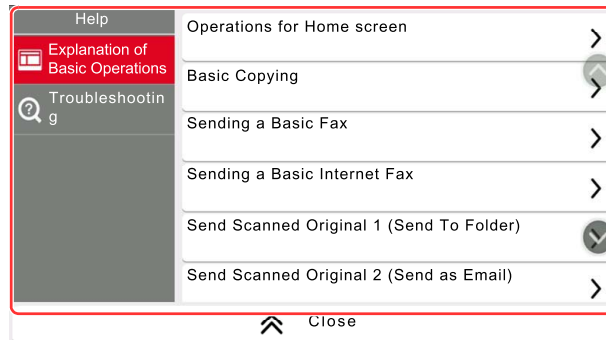 Help
Explanation of
Basic Operations
Troubleshootin
g
Operations for Home screen
Basic Copying
Sending a Basic Fax
Sending a Basic Internet Fax
Send Scanned Original 1 (Send To Folder)
Send Scanned Original 2 (Send as Email)
Close